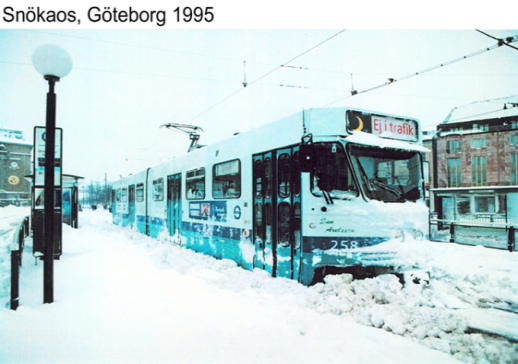 Snökaos, Göteborg 1995
Ej i trafik
258